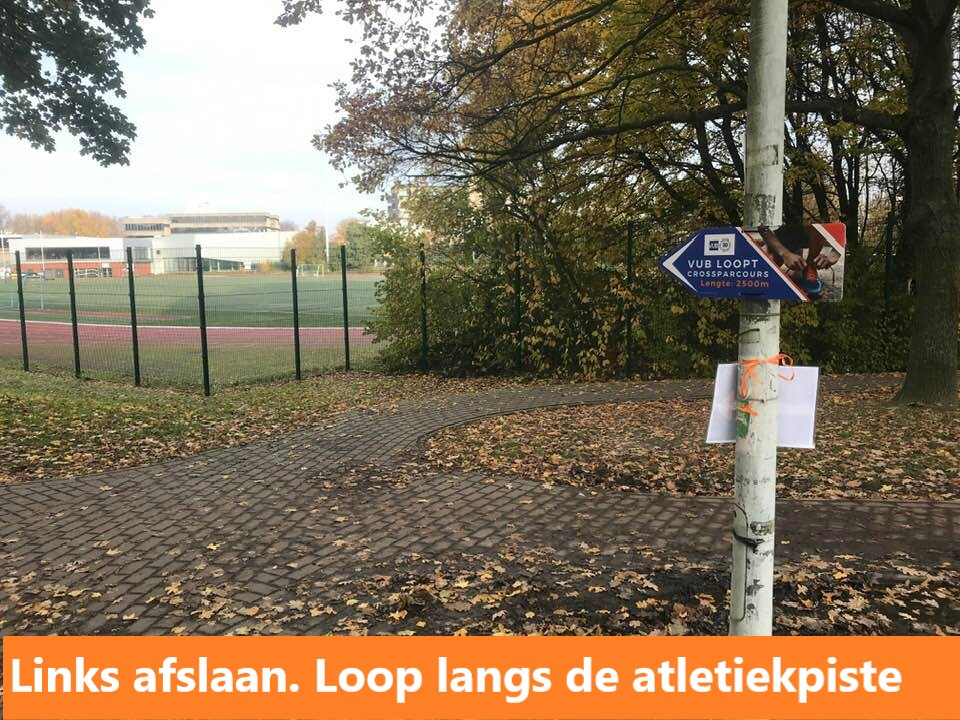 VUB LOOPT
CROSSPARCOURS
Lengte: 2500m
Links afslaan. Loop langs de atletiekpiste